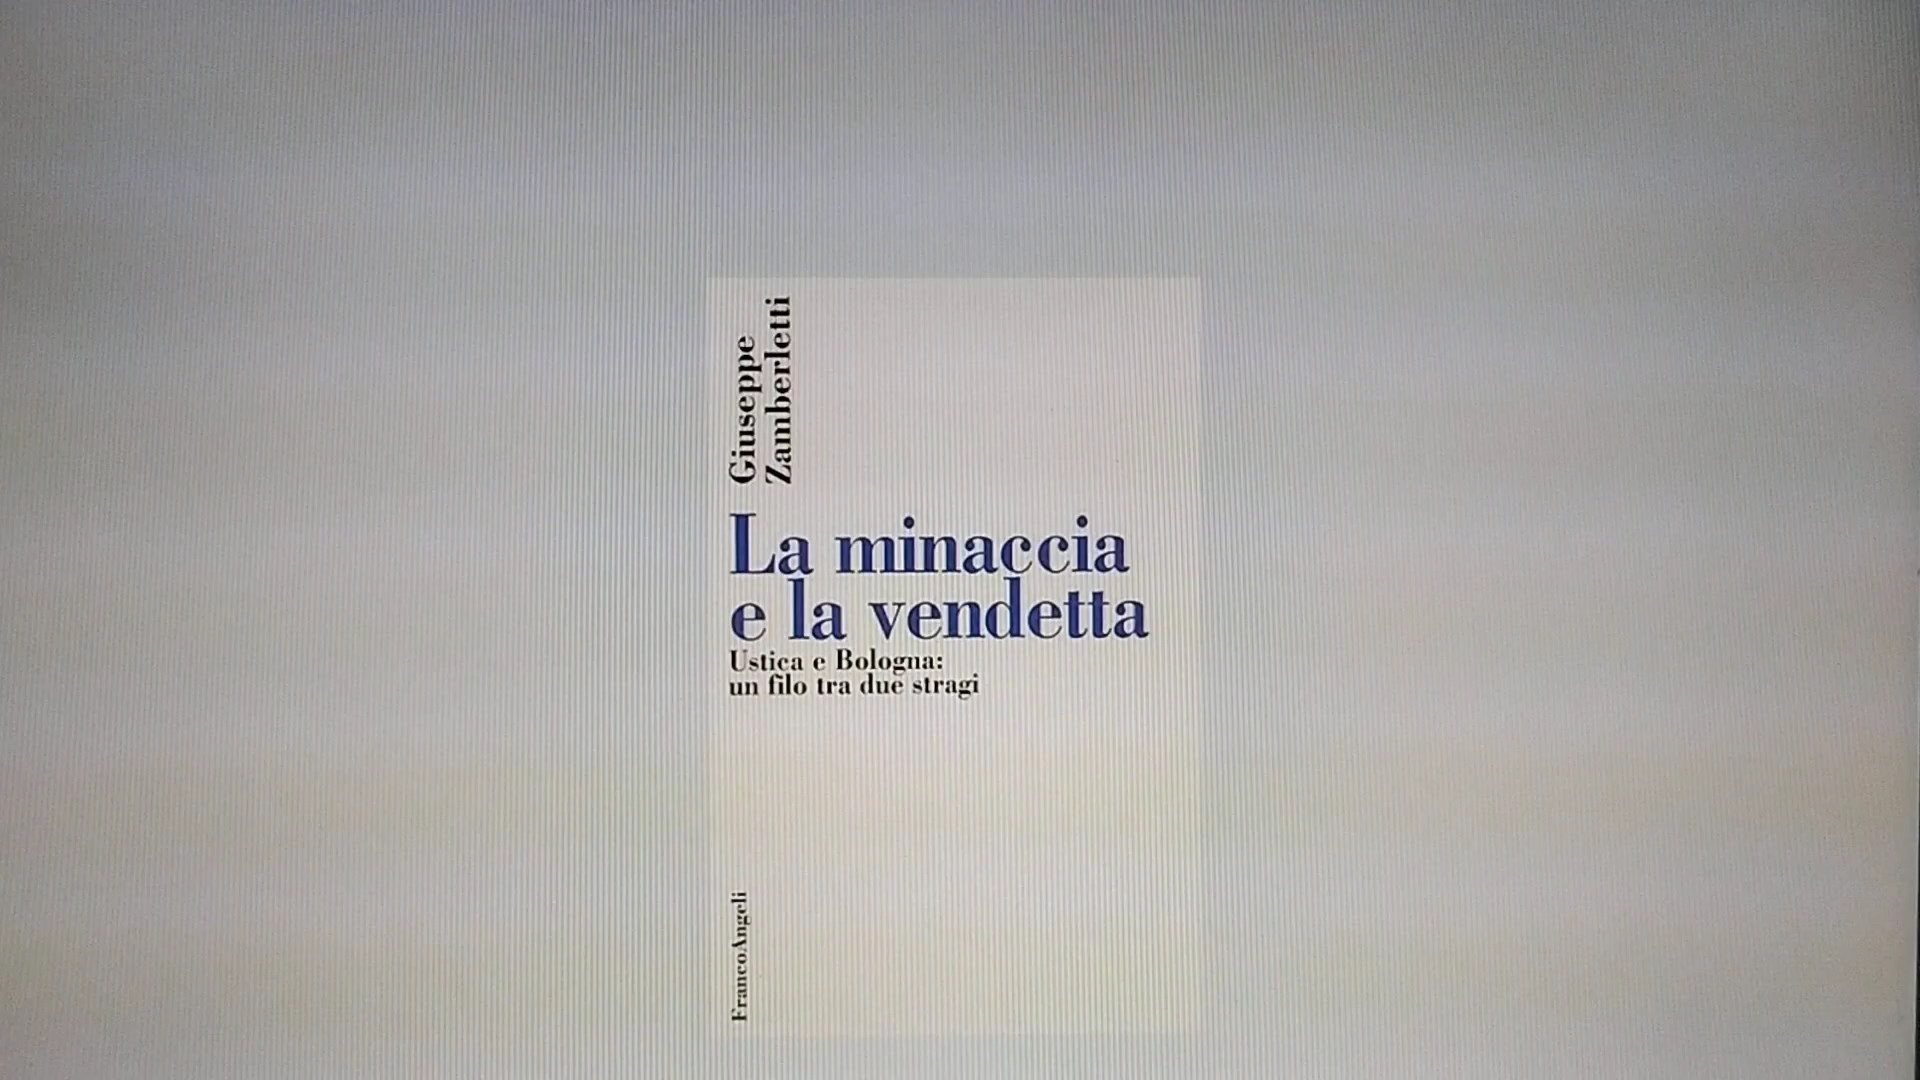 Giuseppe
Zamberletti
La minaccia
e la vendetta
Ustica e Bologna:
un filo tra due stragi
FrancoAngeli